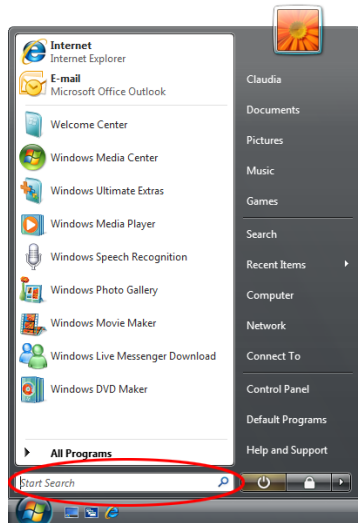 Internet
Internet Explorer
E-mail
Microsoft Office Outlook
Welcome Center
Windows Media Center
Windows Ultimate Extras
Windows Media Player
Windows Speech Recognition
Windows Photo Gallery
Windows Movie Maker
Windows Live Messenger Download
Windows DVD Maker
All Programs
Start Search
Claudia
Documents
Pictures
Music
Games
Search
Recent Items
Computer
Network
Connect To
Control Panel
Default Programs
Help and Support